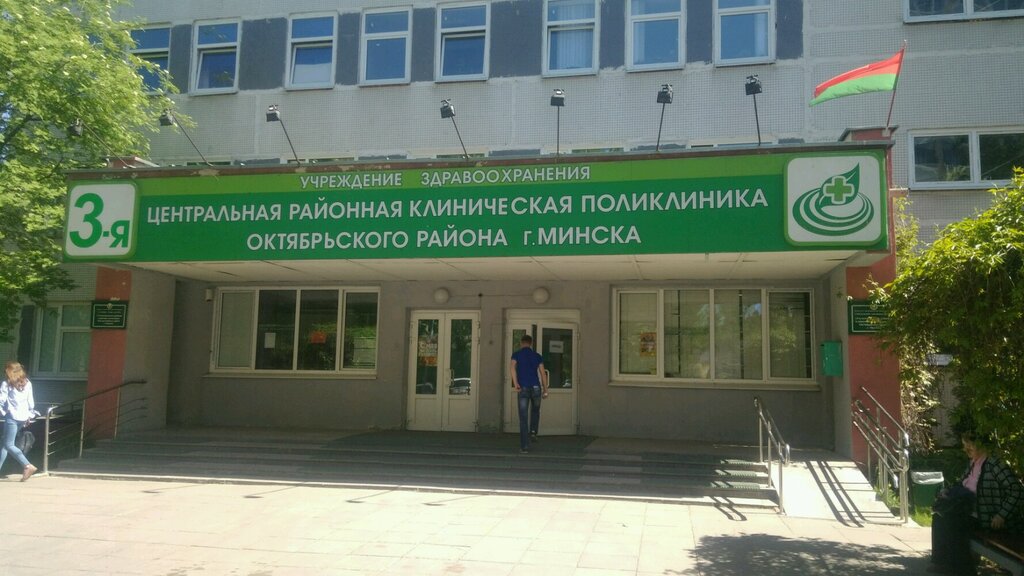 УЧРЕЖДЕНИЕ ЗДРАВООХРАНЕНИЯ
3-я
ЦЕНТРАЛЬНАЯ РАЙОННАЯ КЛИНИЧЕСКАЯ ПОЛИКЛИНИКА
ОКТЯБРЬСКОГО РАЙОНА г.МИНСКА